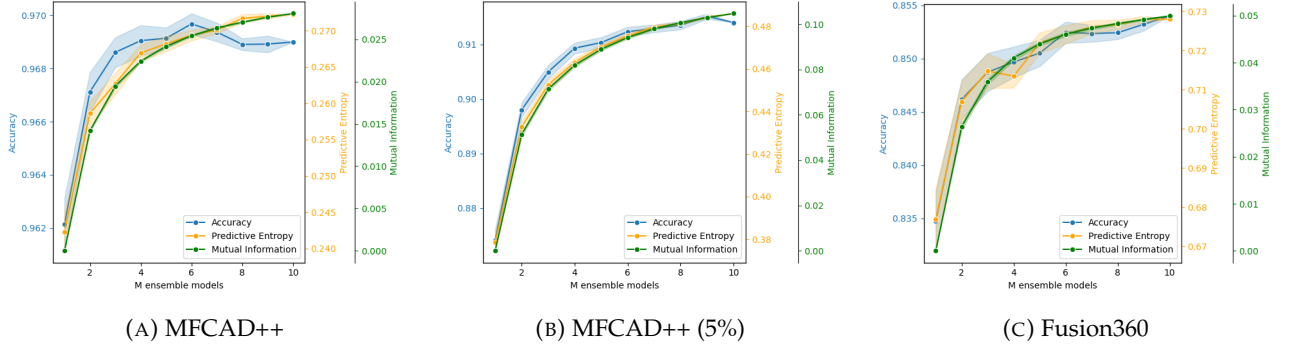 0.970
0.968
0.966
0.964
0.962
Accuracy
0.270
0.265
0.260
0.255
0.250
0.245
0.240
Predictive Entropy
0.025
0.020
0.015
0.010
0.005
0.000
Mutual Information
Accuracy
Predictive Entropy
Mutual Information
2 4 6 8 10
M ensemble models
(A) MFCAD++
0.91
0.90
0.89
0.88
Accuracy
0.48
0.46
0.44
0.42
0.40
0.38
Predictive Entropy
0.10
0.08
0.06
0.04
0.02
0.00
Mutual Information
Accuracy
Predictive Entropy
Mutual Information
2 4 6 8 10
M ensemble models
(B) MFCAD++ (5%)
0.855
0.850
0.845
0.840
0.835
Accuracy
0.73
0.72
0.71
0.70
0.69
0.68
0.67
Predictive Entropy
0.05
0.04
0.03
0.02
0.01
0.00
Mutual Information
Accuracy
Predictive Entropy
Mutual Information
2 4 6 8 10
M ensemble models
(C) Fusion360